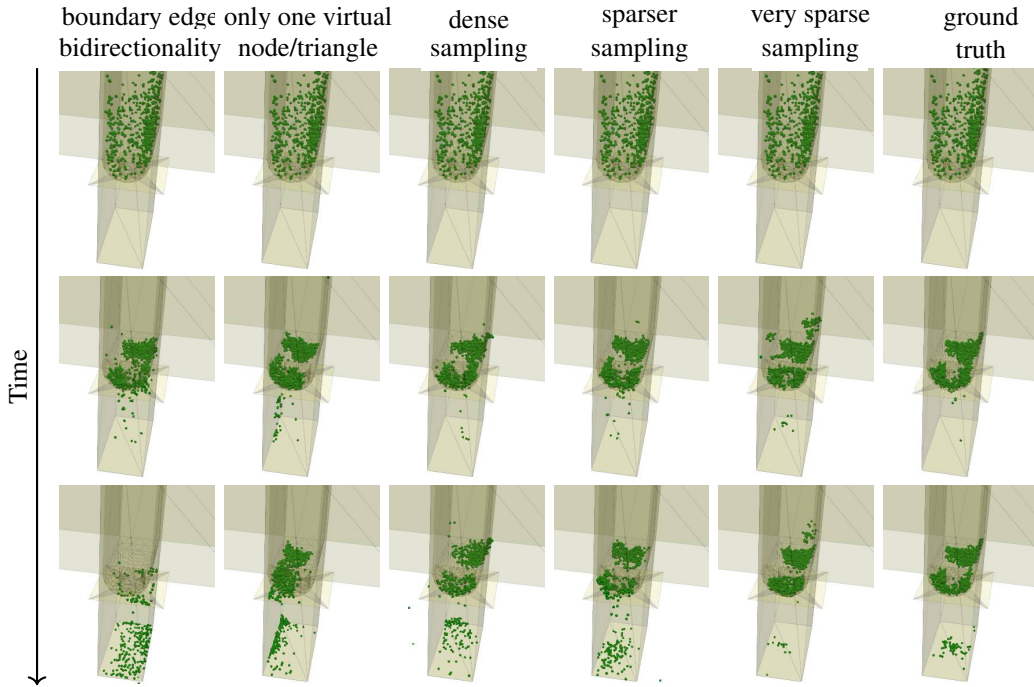 boundary edge
bidirectionality
only one virtual
node/triangle
dense
sampling
sparser
sampling
very sparse
sampling
ground
truth
Time